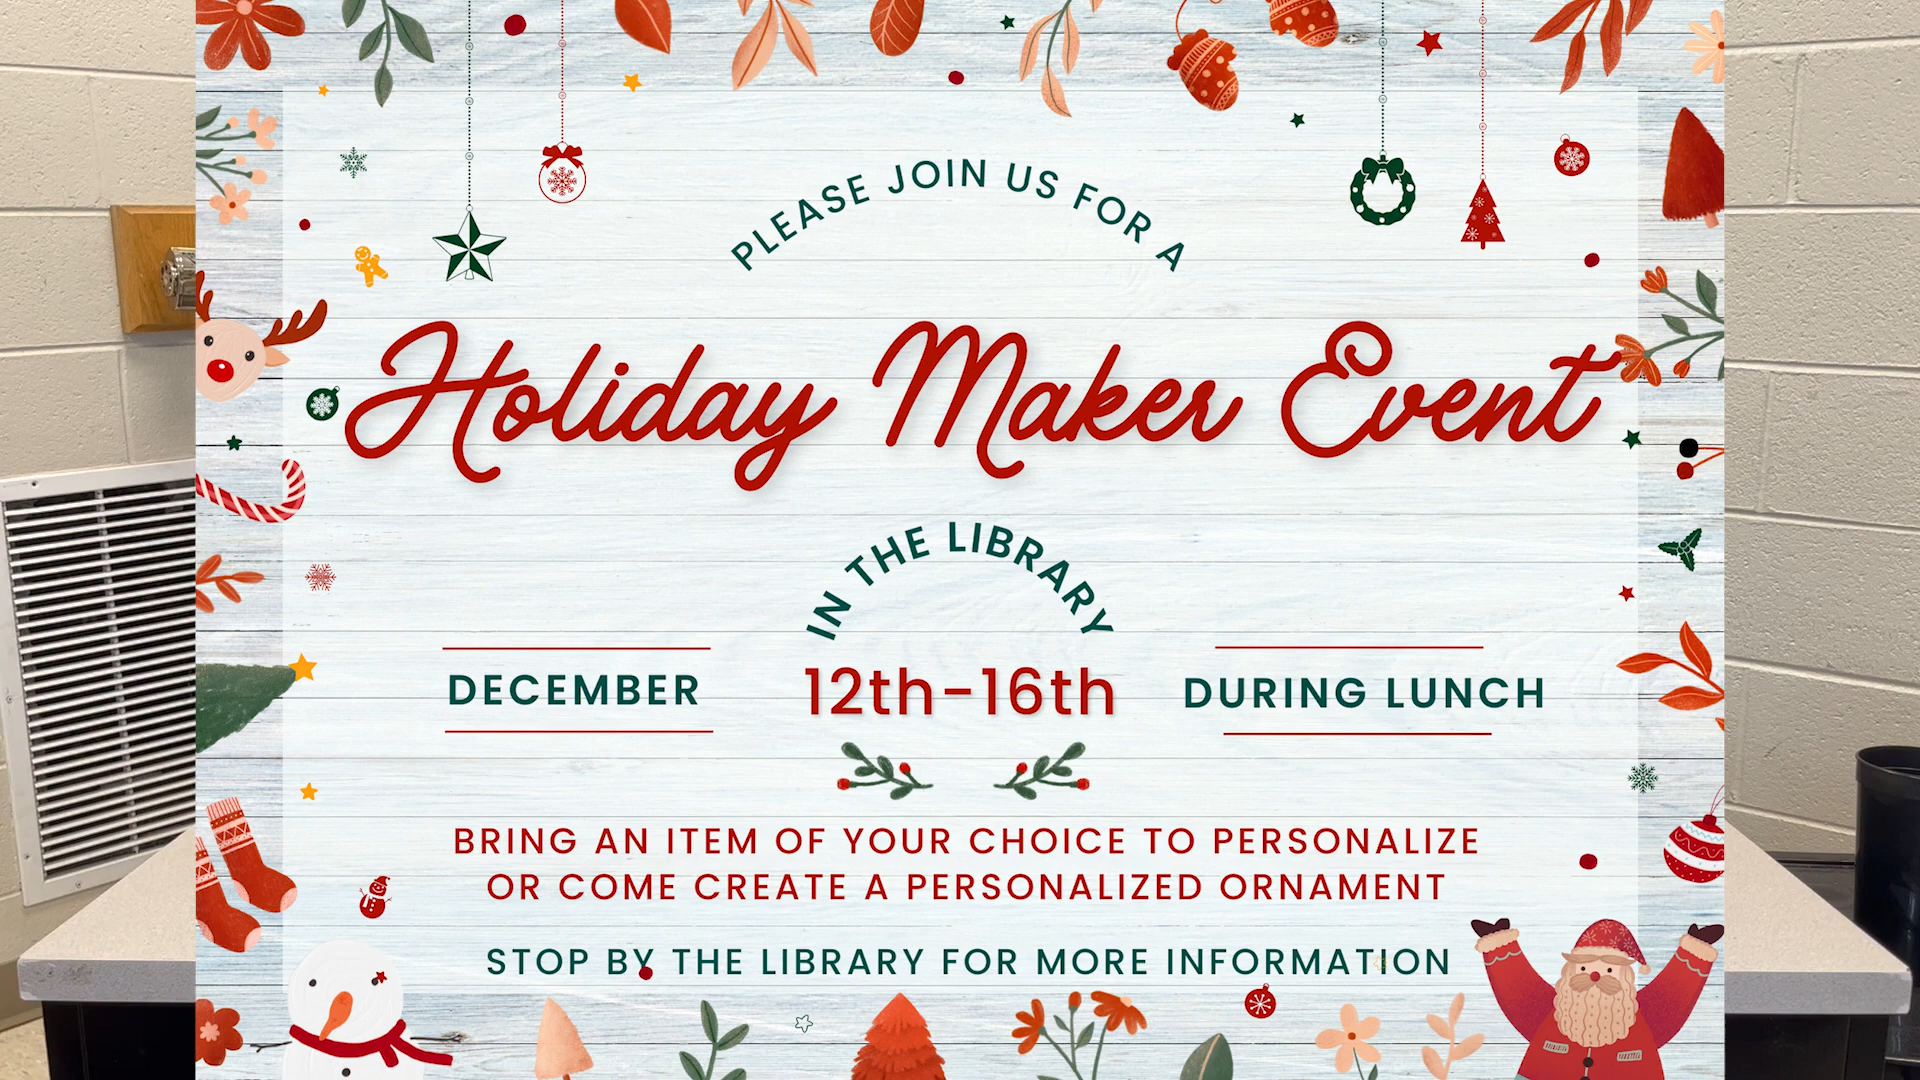 PLEASE JOIN US FOR A
Holiday Maker Event
IN THE LIBRARY
DECEMBER 12th-16th DURING LUNCH
BRING AN ITEM OF YOUR CHOICE TO PERSONALIZE
OR COME CREATE A PERSONALIZED ORNAMENT
STOP BY THE LIBRARY FOR MORE INFORMATION